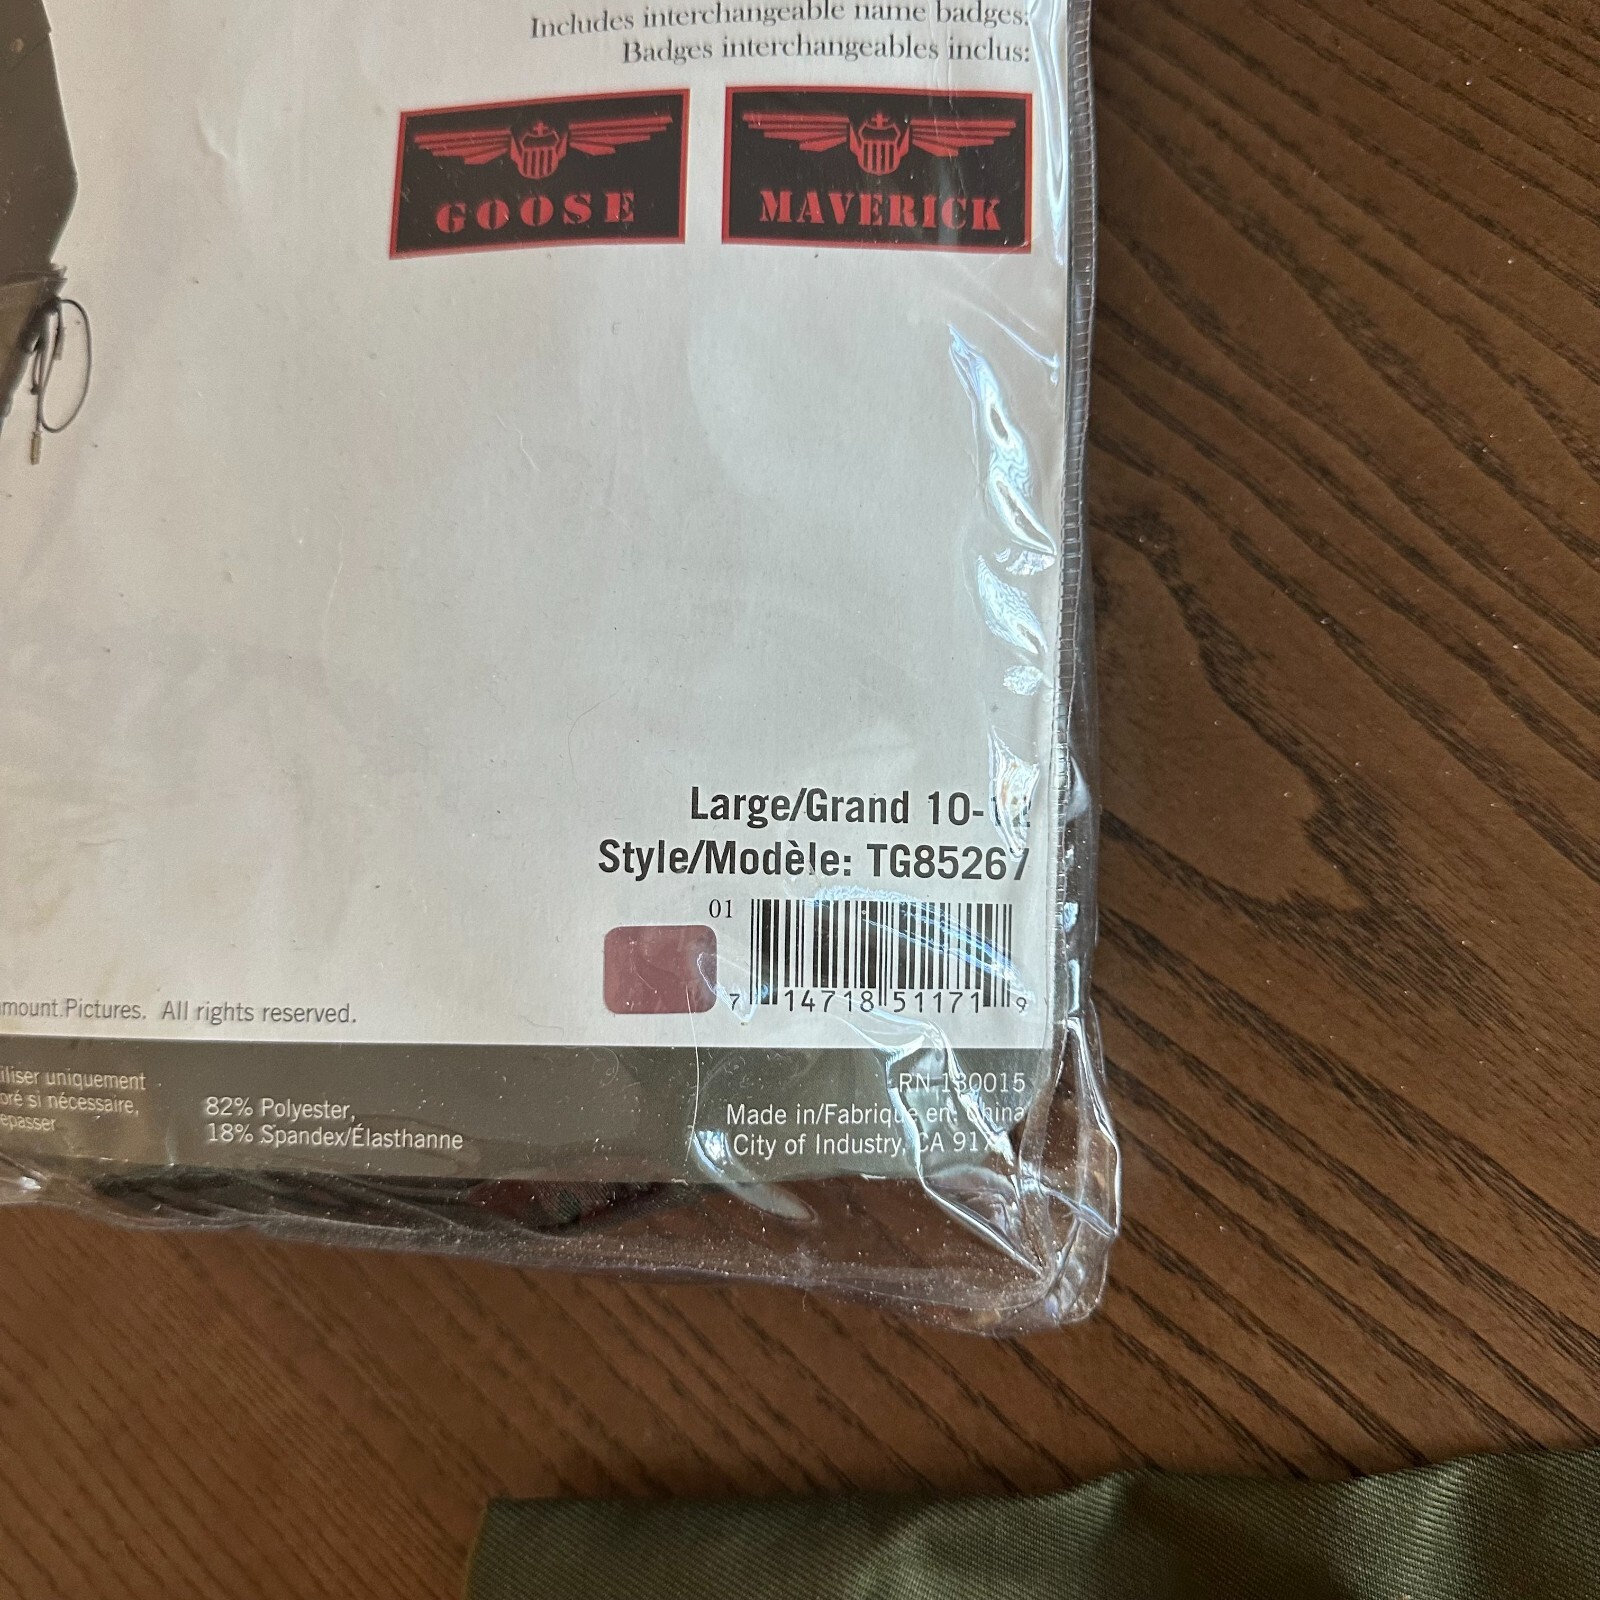 Includes interchangeable name badges:
Badges interchangeables inclus:
GOOSE
MAVERICK
Large/Grand 10-12
Style/Modèle: TG85267
01
7 14718 51171 9
mount Pictures. All rights reserved.
iliser uniquement
oré si nécessaire,
epasser
82% Polyester,
18% Spandex/Élasthanne
RN 130015
Made in/Fabrique en: China
City of Industry, CA